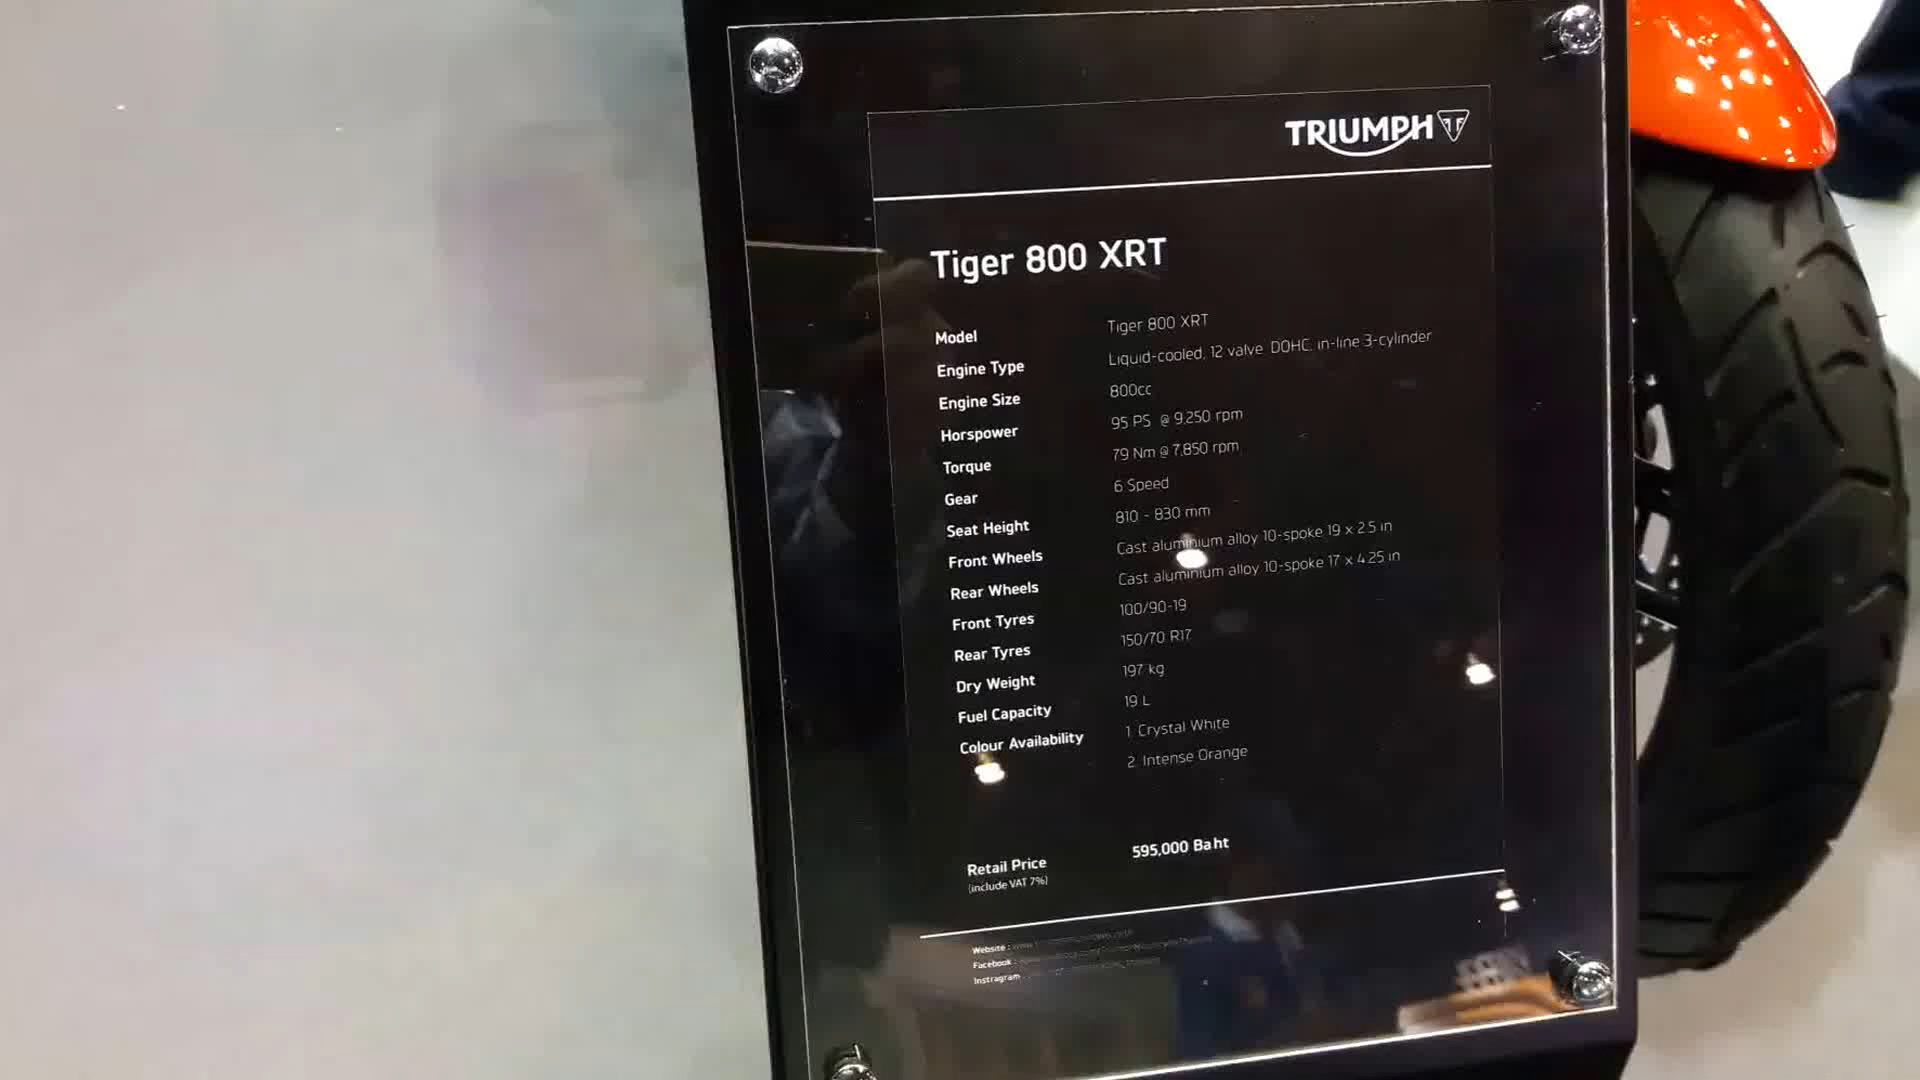 TRIUMPH
Tiger 800 XRT
Model Tiger 800 XRT
Engine Type Liquid-cooled, 12 valve, DOHC, in-line 3-cylinder
Engine Size 800cc
Horspower 95 PS @ 9,250 rpm
Torque 79 Nm @ 7,850 rpm
Gear 6 Speed
Seat Height 810 - 830 mm
Front Wheels Cast aluminium alloy 10-spoke 19 x 2.5 in
Rear Wheels Cast aluminium alloy 10-spoke 17 x 4.25 in
Front Tyres 100/90-19
Rear Tyres 150/70 R17
Dry Weight 197 kg
Fuel Capacity 19 L
Colour Availability 1. Crystal White
2. Intense Orange
Retail Price 595,000 Baht
(include VAT 7%)
Website :
Facebook :
Instragram